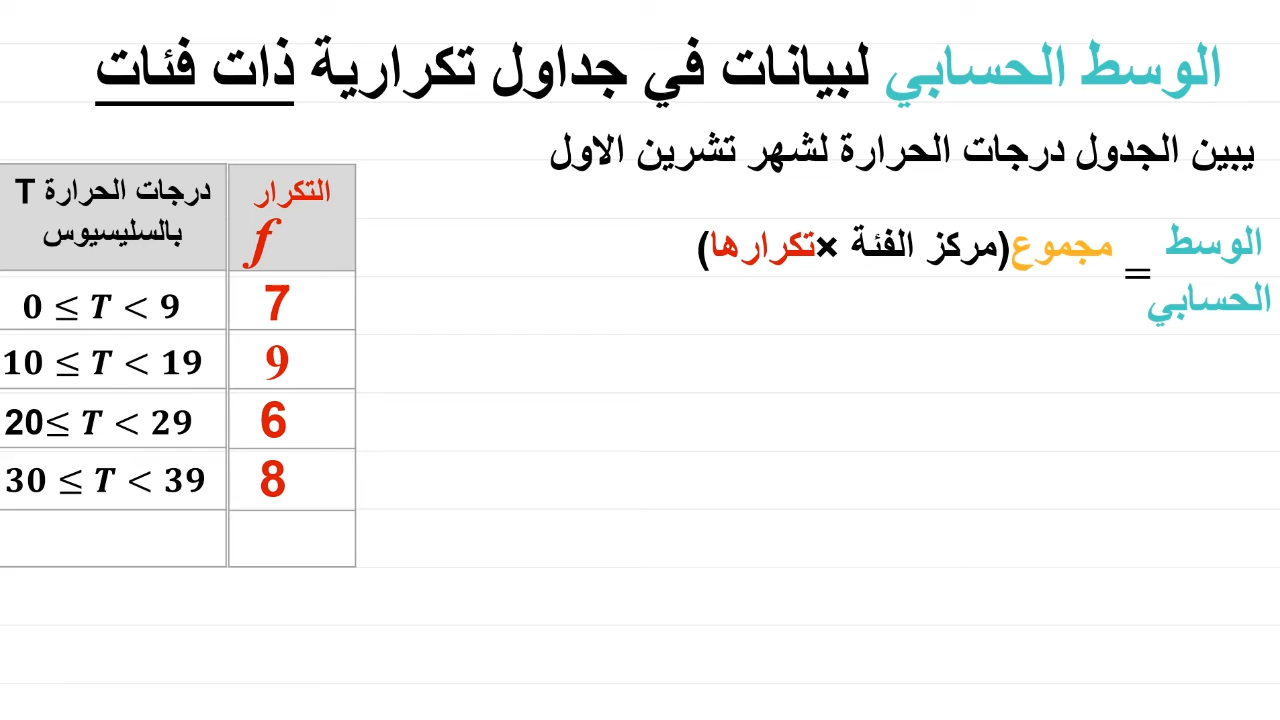 الوسط الحسابي لبيانات في جداول تكرارية ذات فئات
يبين الجدول درجات الحرارة لشهر تشرين الاول
الوسط الحسابي = مجموع(مركز الفئة ×تكرارها)
درجات الحرارة T بالسليسيوس
التكرار f
0 ≤ T < 9
7
10 ≤ T < 19
9
20≤ T < 29
6
30 ≤ T < 39
8